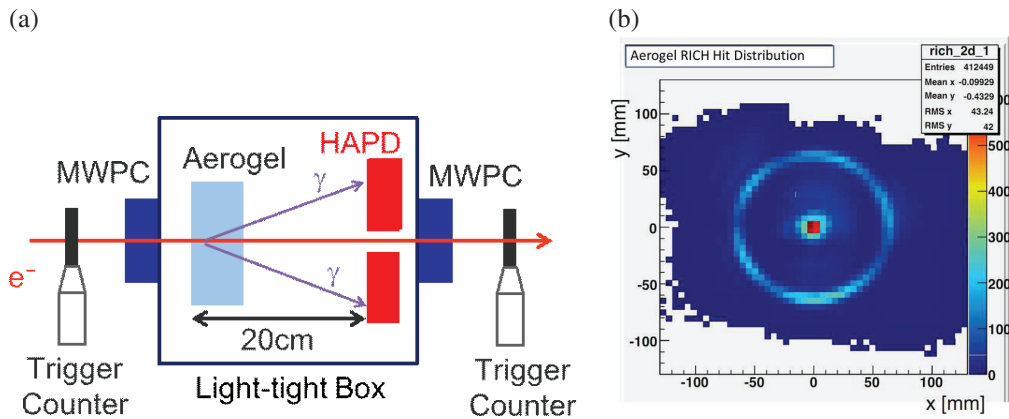 (a)
HAPD
Aerogel
MWPC
MWPC
γ
γ
e⁻
20cm
Trigger
Counter
Light-tight Box
Trigger
Counter
(b)
Aerogel RICH Hit Distribution
rich_2d_1
Entries 412449
Mean x -0.09929
Mean y -0.4329
RMS x 43.24
RMS y 42
y [mm]
100
50
0
-50
-100
-100 -50 0 50 100
x [mm]
500
400
300
200
100
0